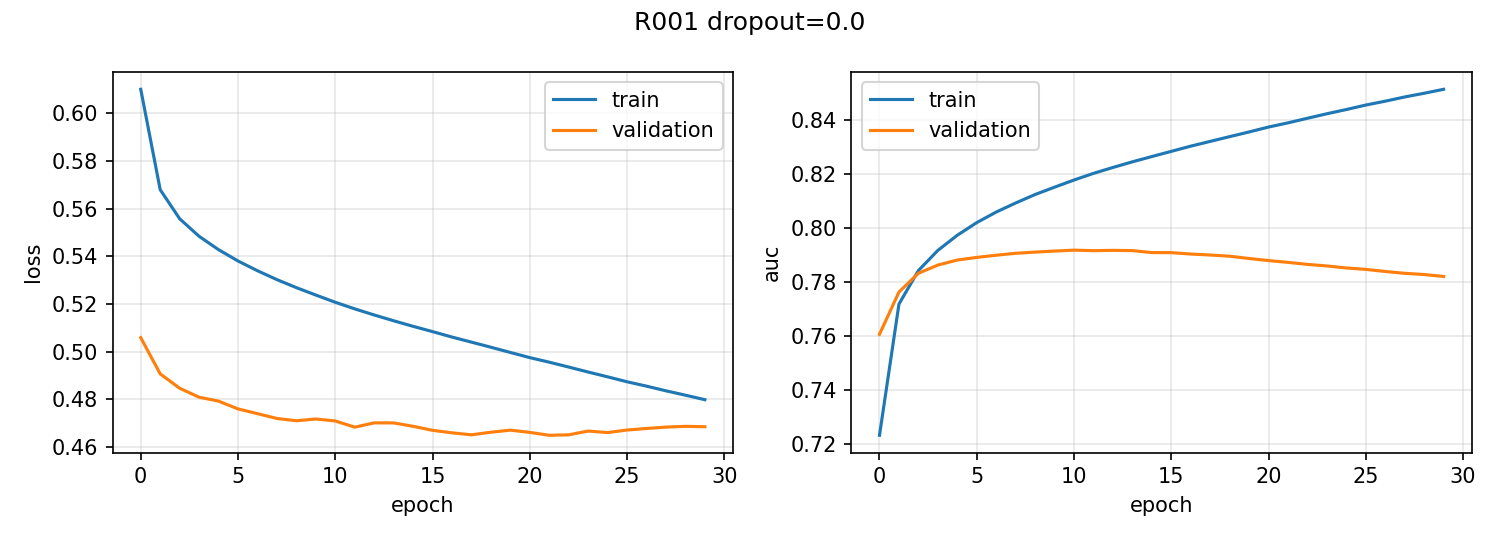 R001 dropout=0.0
train
validation
0.60
0.58
0.56
0.54
0.52
0.50
0.48
0.46
loss
0 5 10 15 20 25 30
epoch
train
validation
0.84
0.82
0.80
0.78
0.76
0.74
0.72
auc
0 5 10 15 20 25 30
epoch